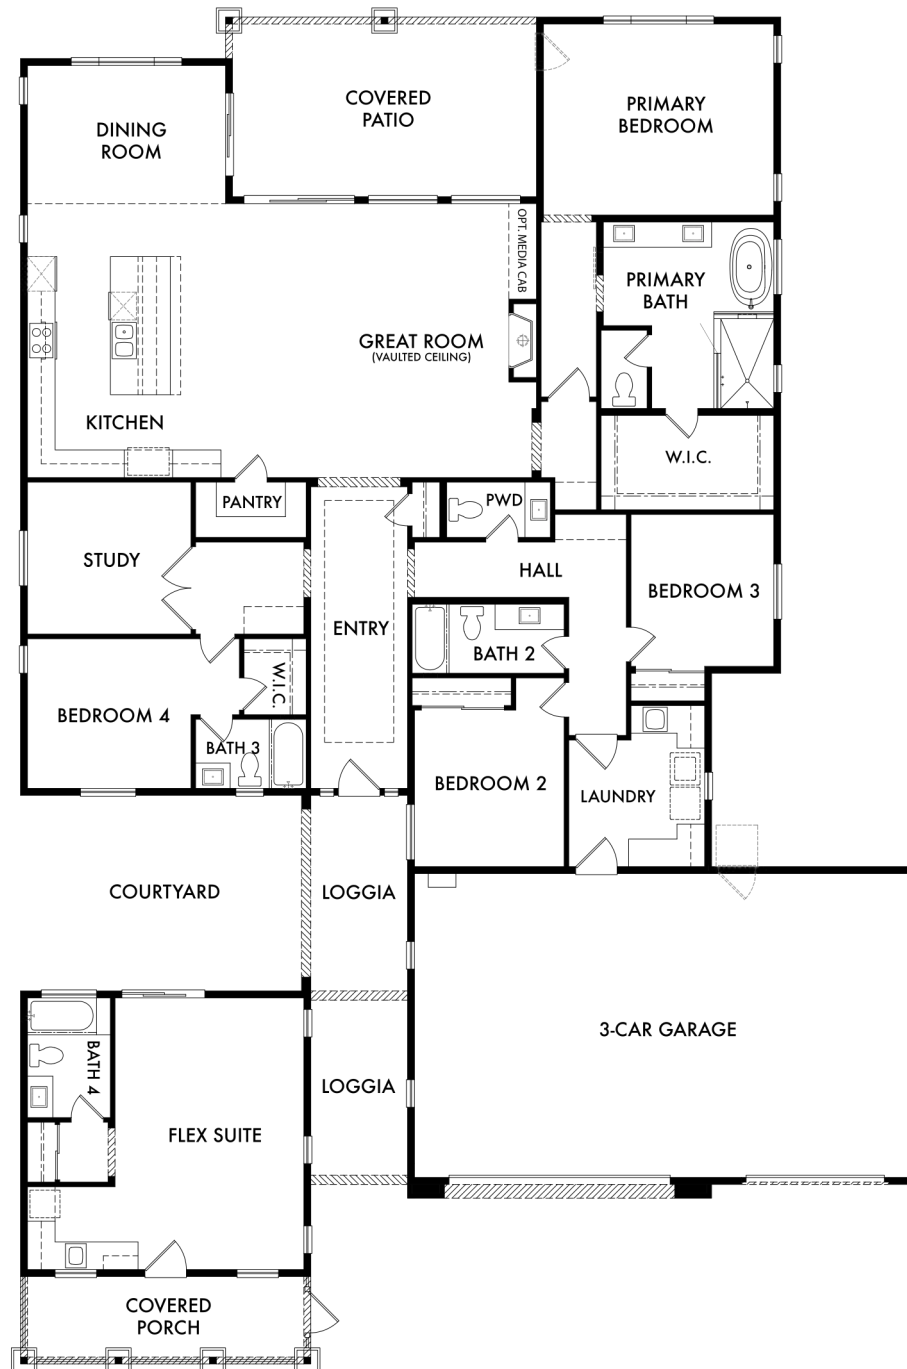 COVERED
PATIO
PRIMARY
BEDROOM
DINING
ROOM
OPT. MEDIA CAB
PRIMARY
BATH
GREAT ROOM
(VAULTED CEILING)
KITCHEN
W.I.C.
PANTRY
PWD
STUDY
HALL
BEDROOM 3
ENTRY
BATH 2
W.I.C.
BEDROOM 4
BATH 3
BEDROOM 2
LAUNDRY
COURTYARD
LOGGIA
3-CAR GARAGE
BATH 4
LOGGIA
FLEX SUITE
COVERED
PORCH